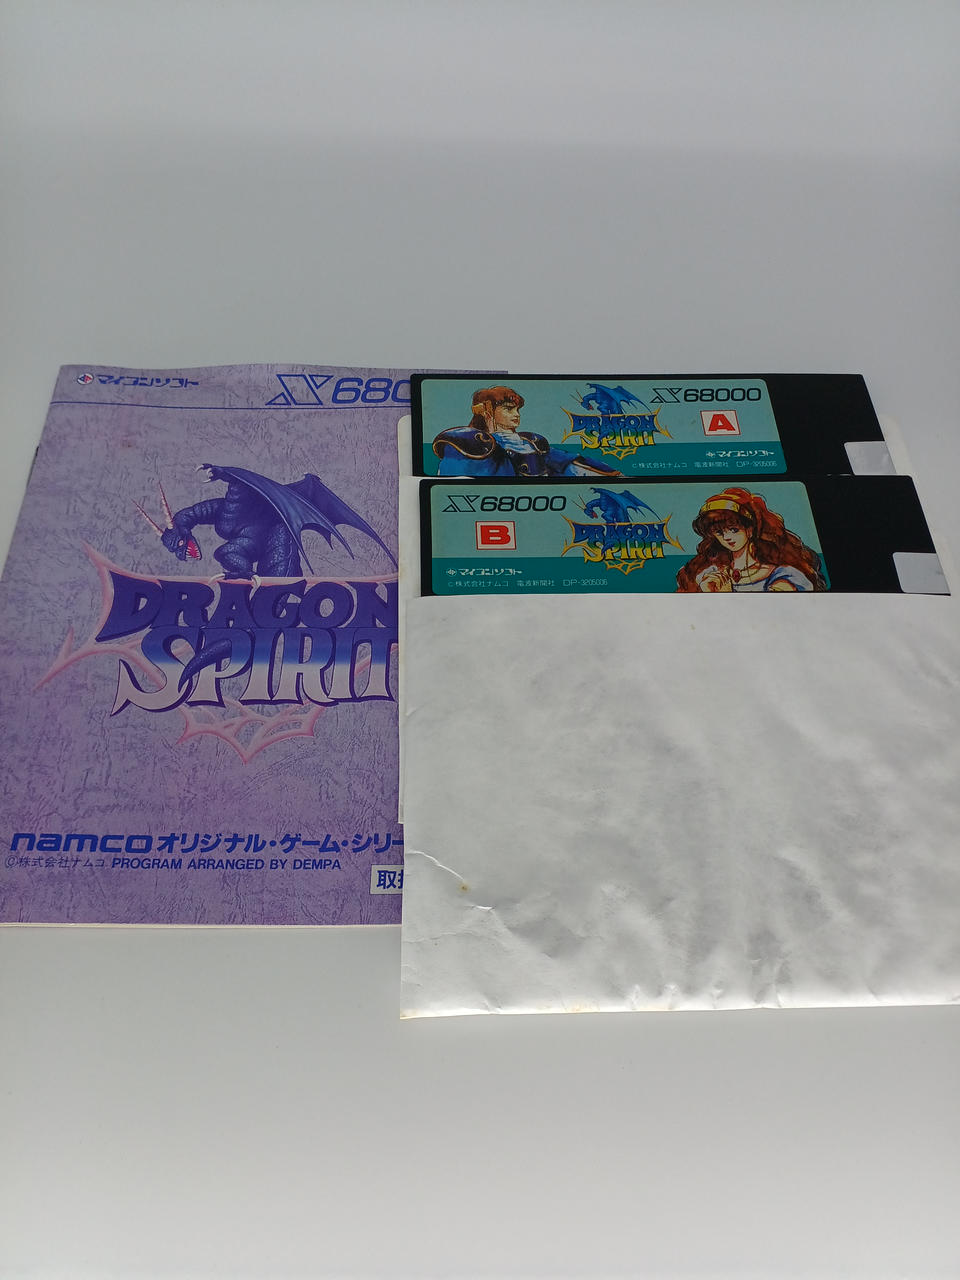 マイコンソフト
X680
DRAGON
SPIRIT
namcoオリジナル・ゲーム・シリー
©株式会社ナムコ PROGRAM ARRANGED BY DEMPA
取扱
X68000
DRAGON
SPIRIT
A
マイコンソフト
©株式会社ナムコ 電波新聞社 DP-3205006
X68000
B
DRAGON
SPIRIT
マイコンソフト
©株式会社ナムコ 電波新聞社 DP-3205006